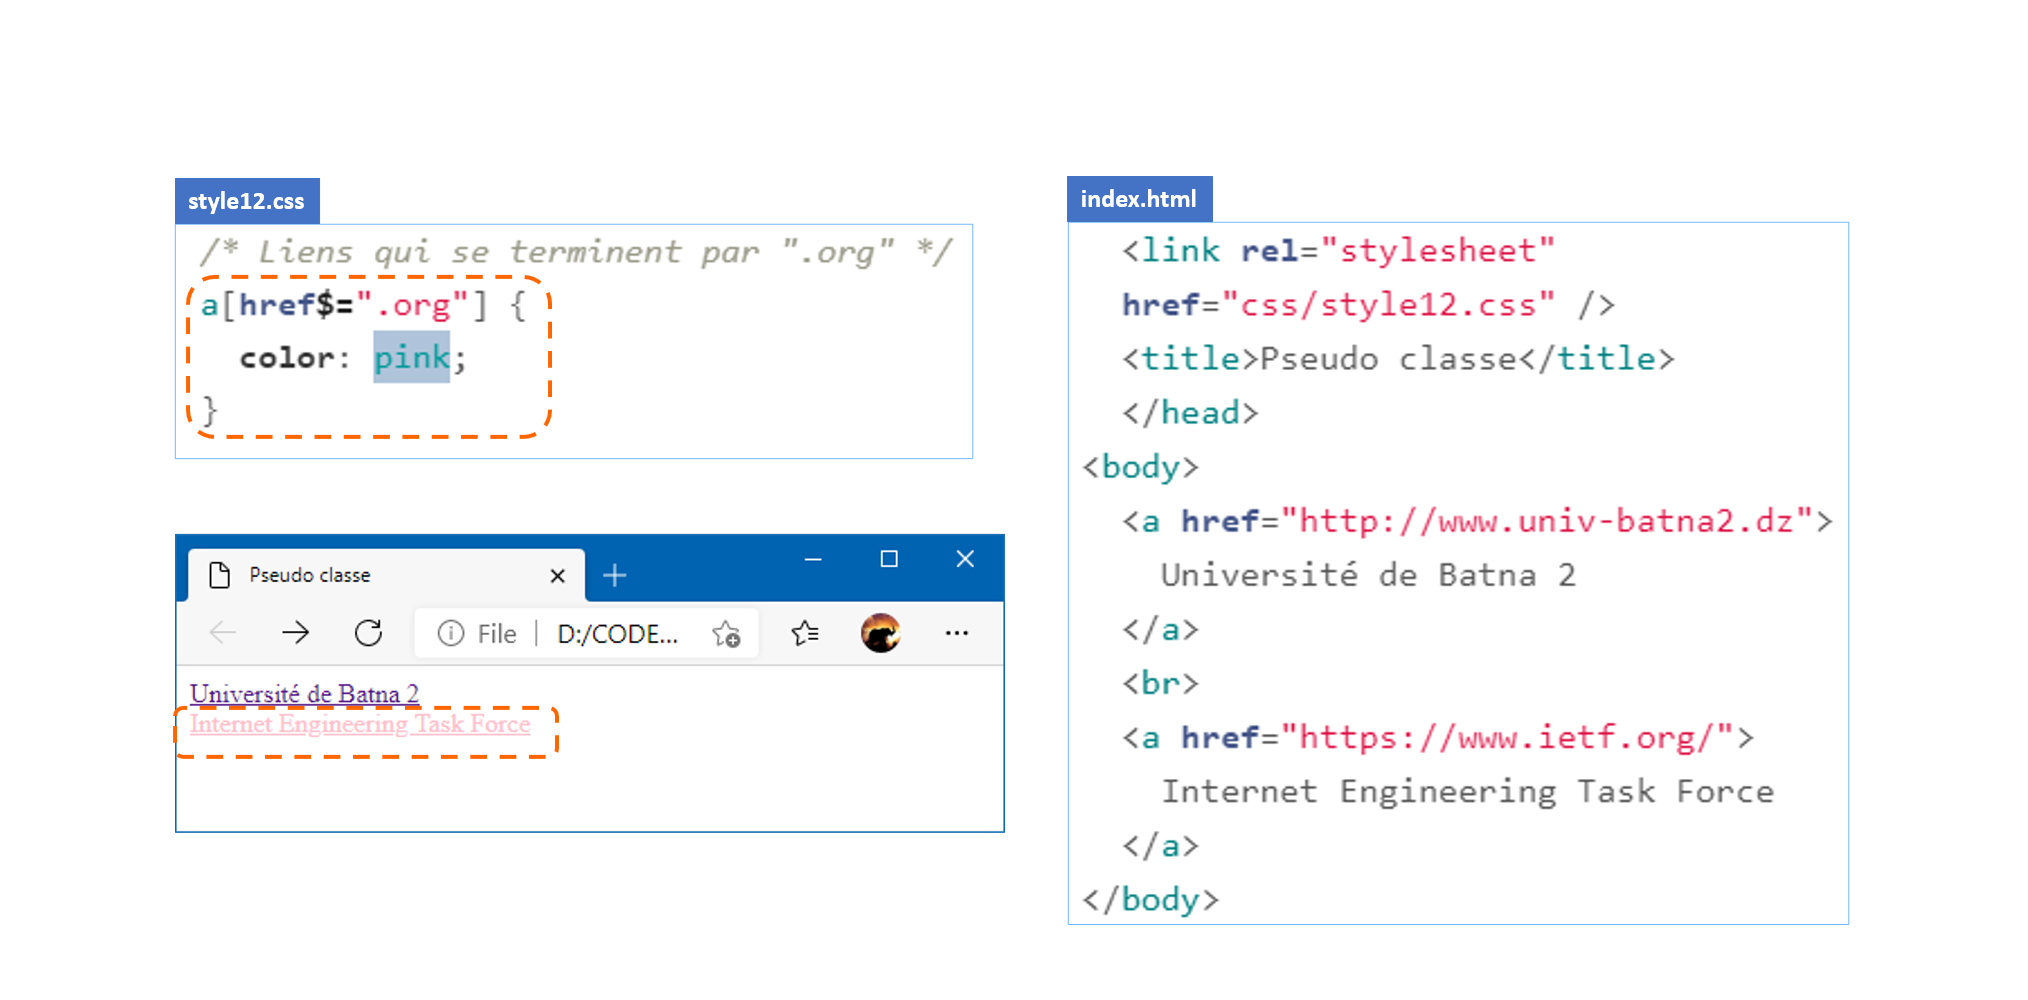 style12.css
/* Liens qui se terminent par ".org" */
a[href$=".org"] {
color: pink;
}
Pseudo classe
File | D:/CODE...
Université de Batna 2
Internet Engineering Task Force
index.html
<link rel="stylesheet"
href="css/style12.css" />
<title>Pseudo classe</title>
</head>
<body>
<a href="http://www.univ-batna2.dz">
Université de Batna 2
</a>
<br>
<a href="https://www.ietf.org/">
Internet Engineering Task Force
</a>
</body>